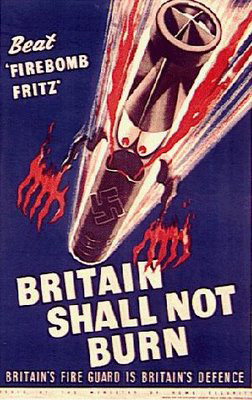 Beat
'FIREBOMB
FRITZ'
BRITAIN
SHALL NOT
BURN
BRITAIN'S FIRE GUARD IS BRITAIN'S DEFENCE